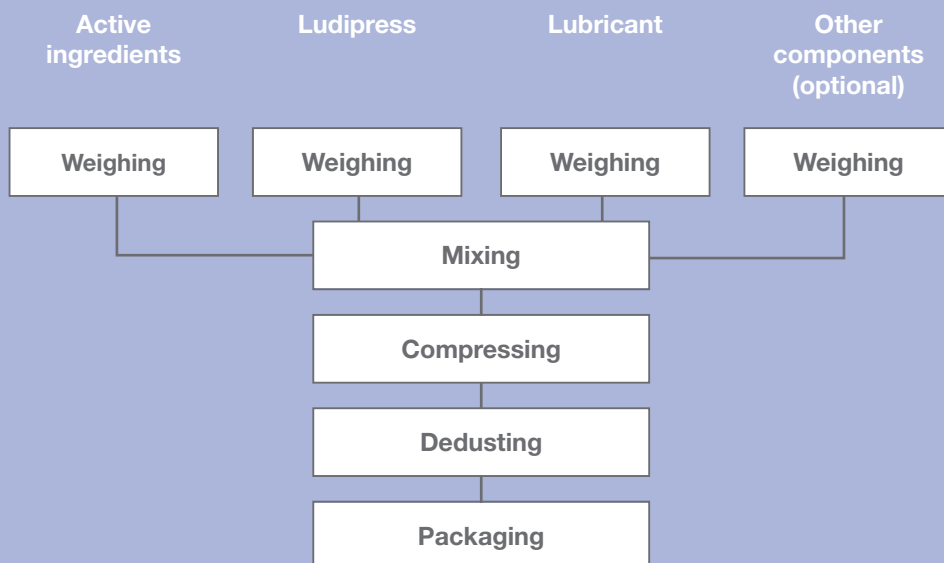 Active
ingredients
Ludipress
Lubricant
Other
components
(optional)
Weighing
Weighing
Weighing
Weighing
Mixing
Compressing
Dedusting
Packaging